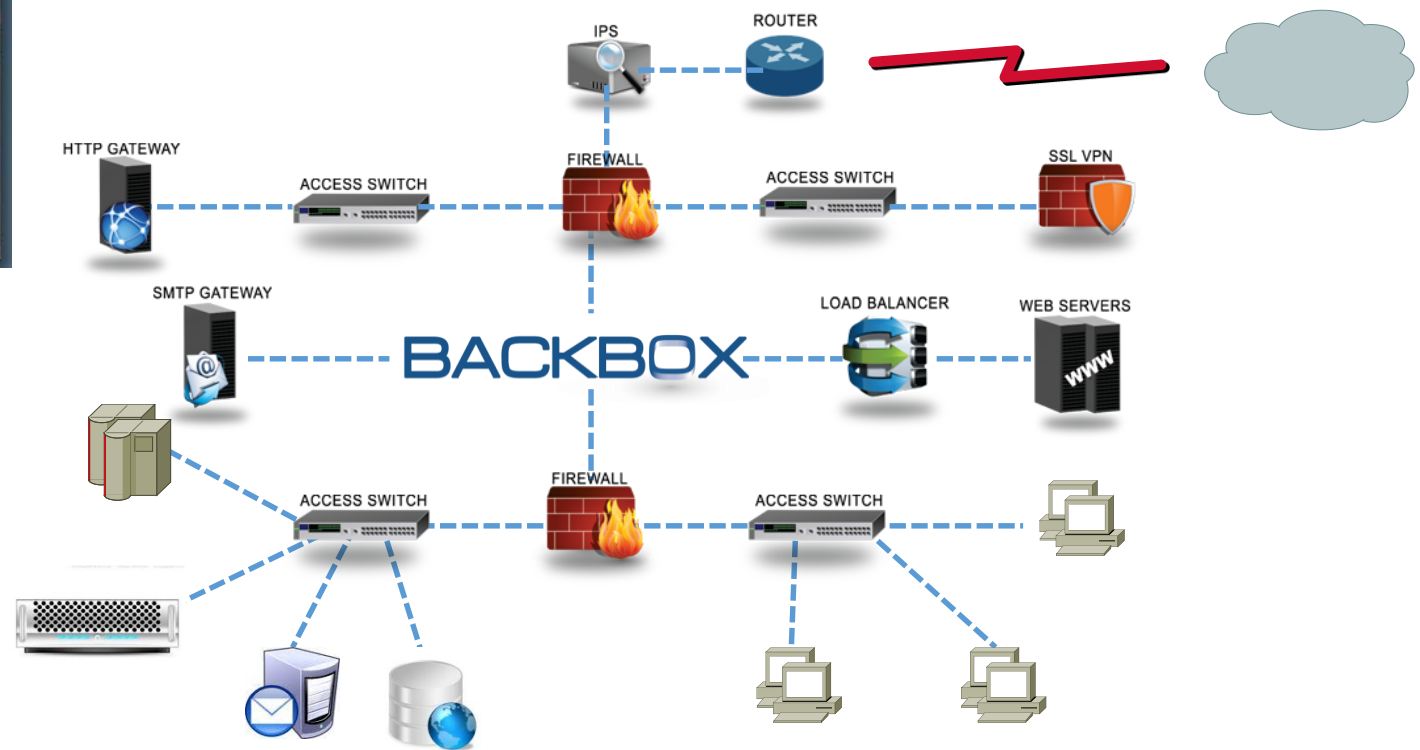 IPS
ROUTER
HTTP GATEWAY
ACCESS SWITCH
FIREWALL
ACCESS SWITCH
SSL VPN
SMTP GATEWAY
BACKBOX
LOAD BALANCER
WEB SERVERS
@
WWW
ACCESS SWITCH
FIREWALL
ACCESS SWITCH